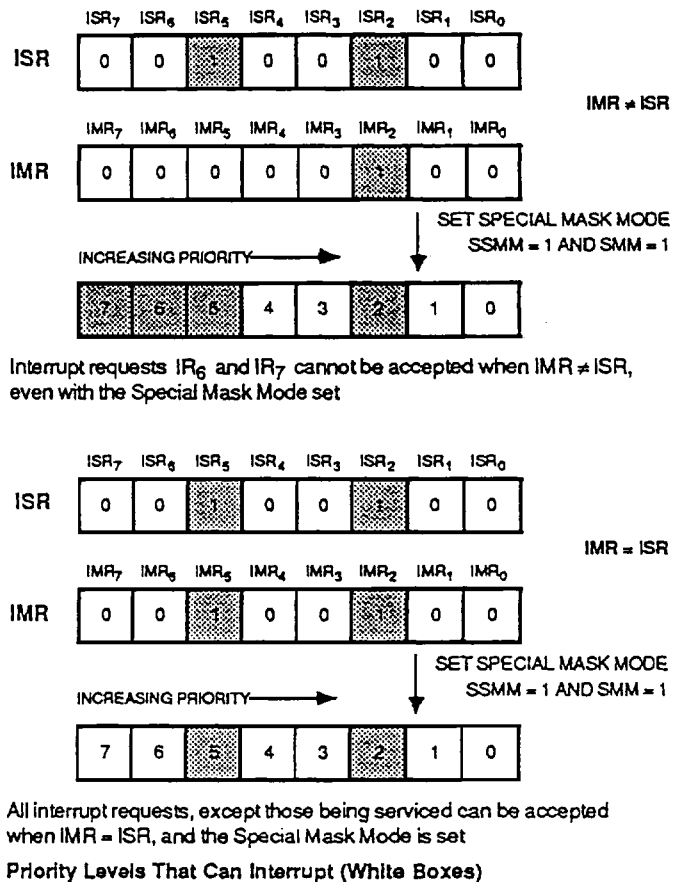 ISR₇ ISR₆ ISR₅ ISR₄ ISR₃ ISR₂ ISR₁ ISR₀
ISR 0 0 1 0 0 1 0 0
IMR ≠ ISR
IMR₇ IMR₆ IMR₅ IMR₄ IMR₃ IMR₂ IMR₁ IMR₀
IMR 0 0 0 0 0 1 0 0
SET SPECIAL MASK MODE
SSMM = 1 AND SMM = 1
INCREASING PRIORITY
7 6 5 4 3 2 1 0
Interrupt requests IR₆ and IR₇ cannot be accepted when IMR ≠ ISR,
even with the Special Mask Mode set
ISR₇ ISR₆ ISR₅ ISR₄ ISR₃ ISR₂ ISR₁ ISR₀
ISR 0 0 1 0 0 1 0 0
IMR = ISR
IMR₇ IMR₆ IMR₅ IMR₄ IMR₃ IMR₂ IMR₁ IMR₀
IMR 0 0 1 0 0 1 0 0
SET SPECIAL MASK MODE
SSMM = 1 AND SMM = 1
INCREASING PRIORITY
7 6 5 4 3 2 1 0
All interrupt requests, except those being serviced can be accepted
when IMR = ISR, and the Special Mask Mode is set
Priority Levels That Can Interrupt (White Boxes)